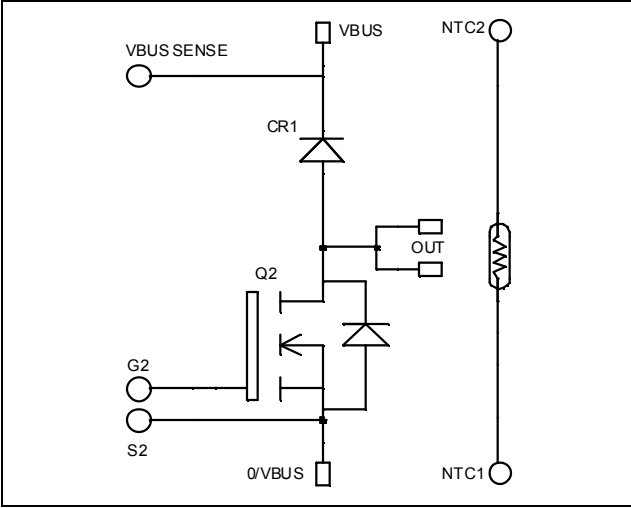 VBUS
NTC2
VBUS SENSE
CR1
OUT
Q2
G2
S2
0/VBUS
NTC1